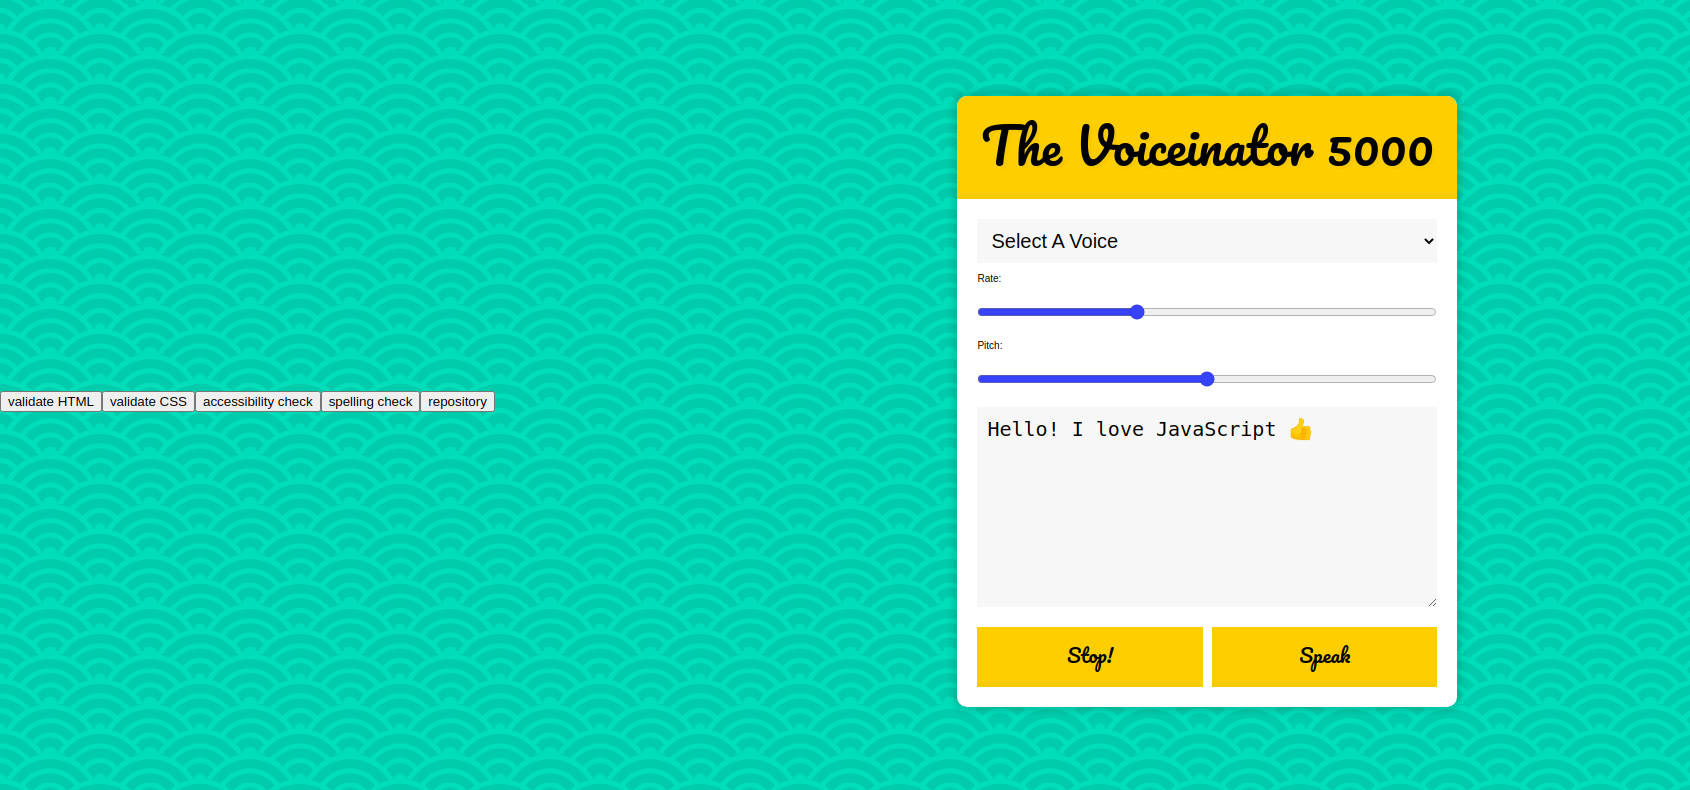 The Voiceinator 5000
Select A Voice
Rate:
Pitch:
validate HTML validate CSS accessibility check spelling check repository
Hello! I love JavaScript 👍
Stop! Speak